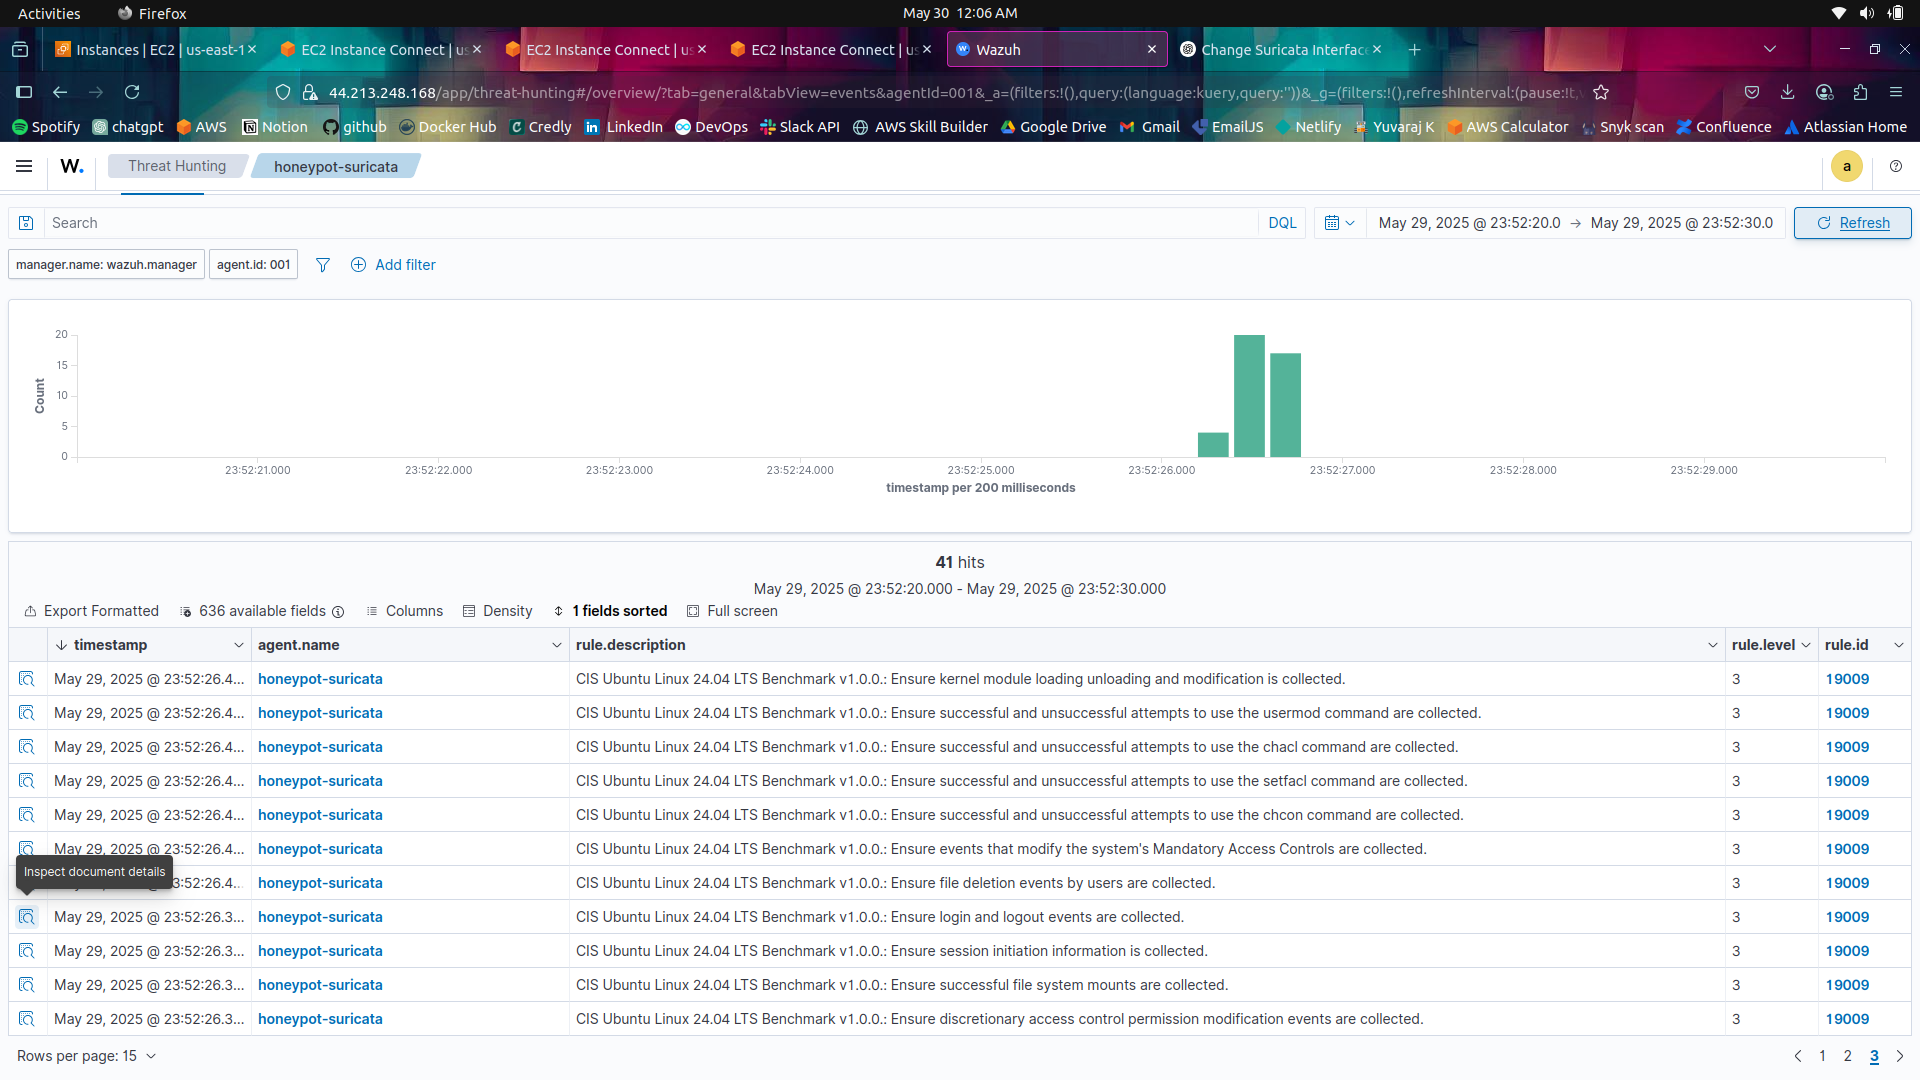 Activities Firefox May 30 12:06 AM
Instances | EC2 | us-east-1 EC2 Instance Connect | us EC2 Instance Connect | us EC2 Instance Connect | us Wazuh Change Suricata Interface
44.213.248.168/app/threat-hunting#/overview/?tab=general&tabView=events&agentId=001&_a=(filters:!(),query:(language:kuery,query:''))&_g=(filters:!(),refreshInterval:(pause:!t,v
Spotify chatgpt AWS Notion github Docker Hub Credly LinkedIn DevOps Slack API AWS Skill Builder Google Drive Gmail EmailJS Netlify Yuvaraj K AWS Calculator Snyk scan Confluence Atlassian Home
W. Threat Hunting honeypot-suricata a
Search DQL May 29, 2025 @ 23:52:20.0 → May 29, 2025 @ 23:52:30.0 Refresh
manager.name: wazuh.manager agent.id: 001 Add filter
Count
20
15
10
5
0
23:52:21.000 23:52:22.000 23:52:23.000 23:52:24.000 23:52:25.000 23:52:26.000 23:52:27.000 23:52:28.000 23:52:29.000
timestamp per 200 milliseconds
41 hits
May 29, 2025 @ 23:52:20.000 - May 29, 2025 @ 23:52:30.000
Export Formatted 636 available fields Columns Density 1 fields sorted Full screen
timestamp agent.name rule.description rule.level rule.id
May 29, 2025 @ 23:52:26.4... honeypot-suricata CIS Ubuntu Linux 24.04 LTS Benchmark v1.0.0.: Ensure kernel module loading unloading and modification is collected. 3 19009
May 29, 2025 @ 23:52:26.4... honeypot-suricata CIS Ubuntu Linux 24.04 LTS Benchmark v1.0.0.: Ensure successful and unsuccessful attempts to use the usermod command are collected. 3 19009
May 29, 2025 @ 23:52:26.4... honeypot-suricata CIS Ubuntu Linux 24.04 LTS Benchmark v1.0.0.: Ensure successful and unsuccessful attempts to use the chacl command are collected. 3 19009
May 29, 2025 @ 23:52:26.4... honeypot-suricata CIS Ubuntu Linux 24.04 LTS Benchmark v1.0.0.: Ensure successful and unsuccessful attempts to use the setfacl command are collected. 3 19009
May 29, 2025 @ 23:52:26.4... honeypot-suricata CIS Ubuntu Linux 24.04 LTS Benchmark v1.0.0.: Ensure successful and unsuccessful attempts to use the chcon command are collected. 3 19009
May 29, 2025 @ 23:52:26.4... honeypot-suricata CIS Ubuntu Linux 24.04 LTS Benchmark v1.0.0.: Ensure events that modify the system's Mandatory Access Controls are collected. 3 19009
Inspect document details
3:52:26.4... honeypot-suricata CIS Ubuntu Linux 24.04 LTS Benchmark v1.0.0.: Ensure file deletion events by users are collected. 3 19009
May 29, 2025 @ 23:52:26.3... honeypot-suricata CIS Ubuntu Linux 24.04 LTS Benchmark v1.0.0.: Ensure login and logout events are collected. 3 19009
May 29, 2025 @ 23:52:26.3... honeypot-suricata CIS Ubuntu Linux 24.04 LTS Benchmark v1.0.0.: Ensure session initiation information is collected. 3 19009
May 29, 2025 @ 23:52:26.3... honeypot-suricata CIS Ubuntu Linux 24.04 LTS Benchmark v1.0.0.: Ensure successful file system mounts are collected. 3 19009
May 29, 2025 @ 23:52:26.3... honeypot-suricata CIS Ubuntu Linux 24.04 LTS Benchmark v1.0.0.: Ensure discretionary access control permission modification events are collected. 3 19009
Rows per page: 15 1 2 3